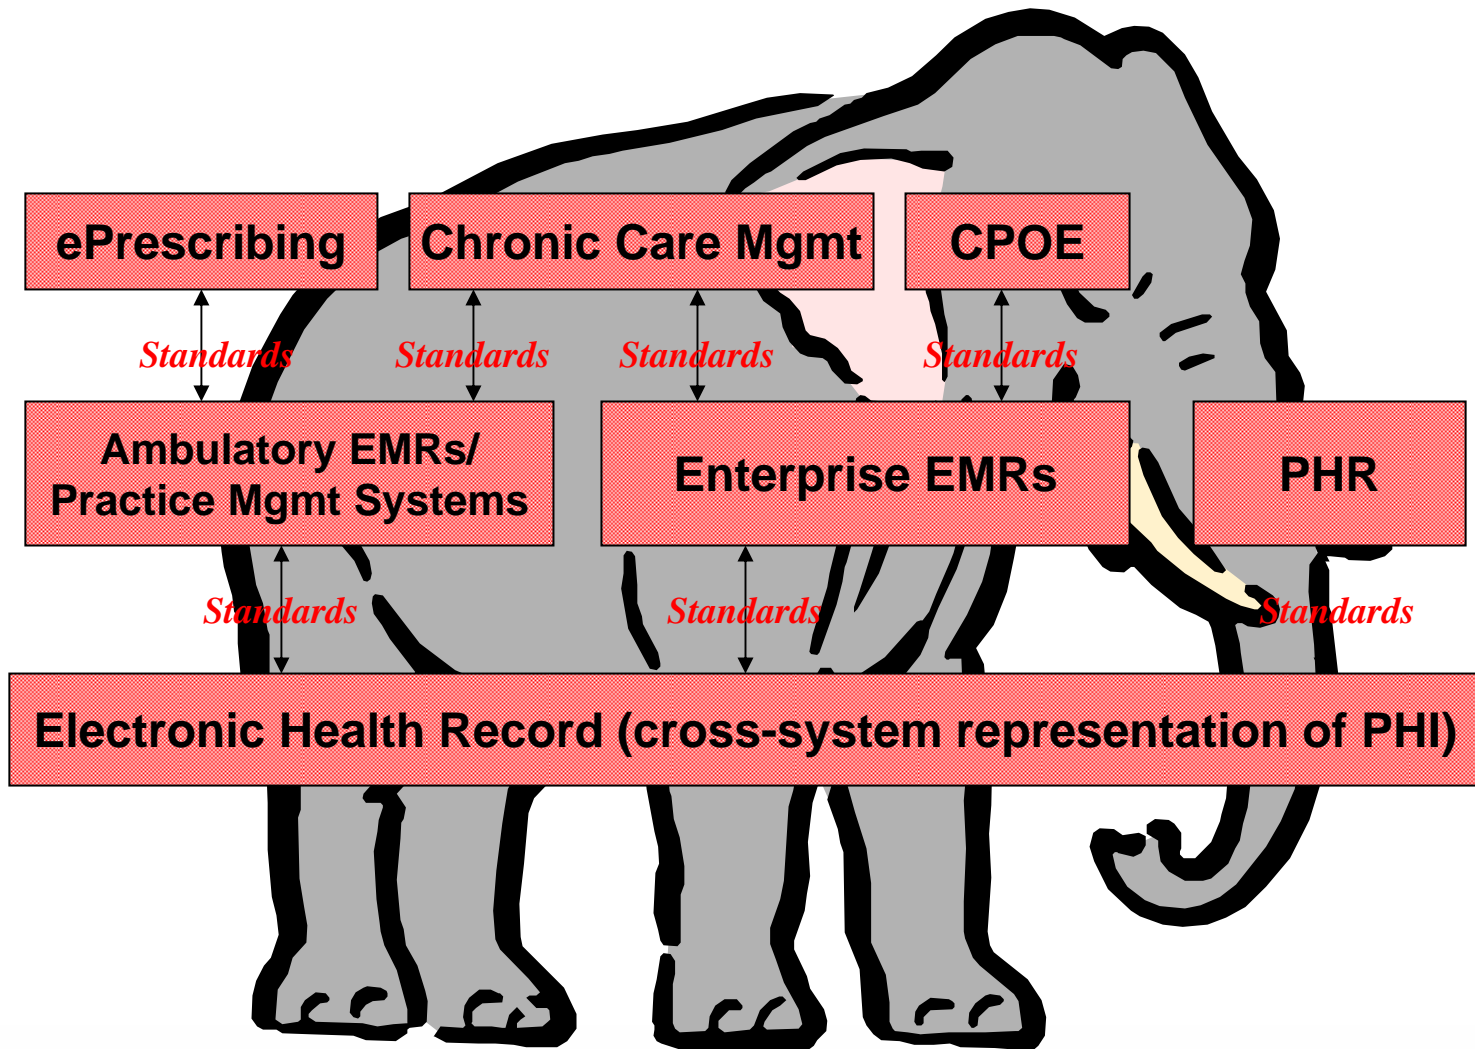 ePrescribing
Chronic Care Mgmt
CPOE
Standards
Standards
Standards
Standards
Ambulatory EMRs/
Practice Mgmt Systems
Enterprise EMRs
PHR
Standards
Standards
Standards
Electronic Health Record (cross-system representation of PHI)